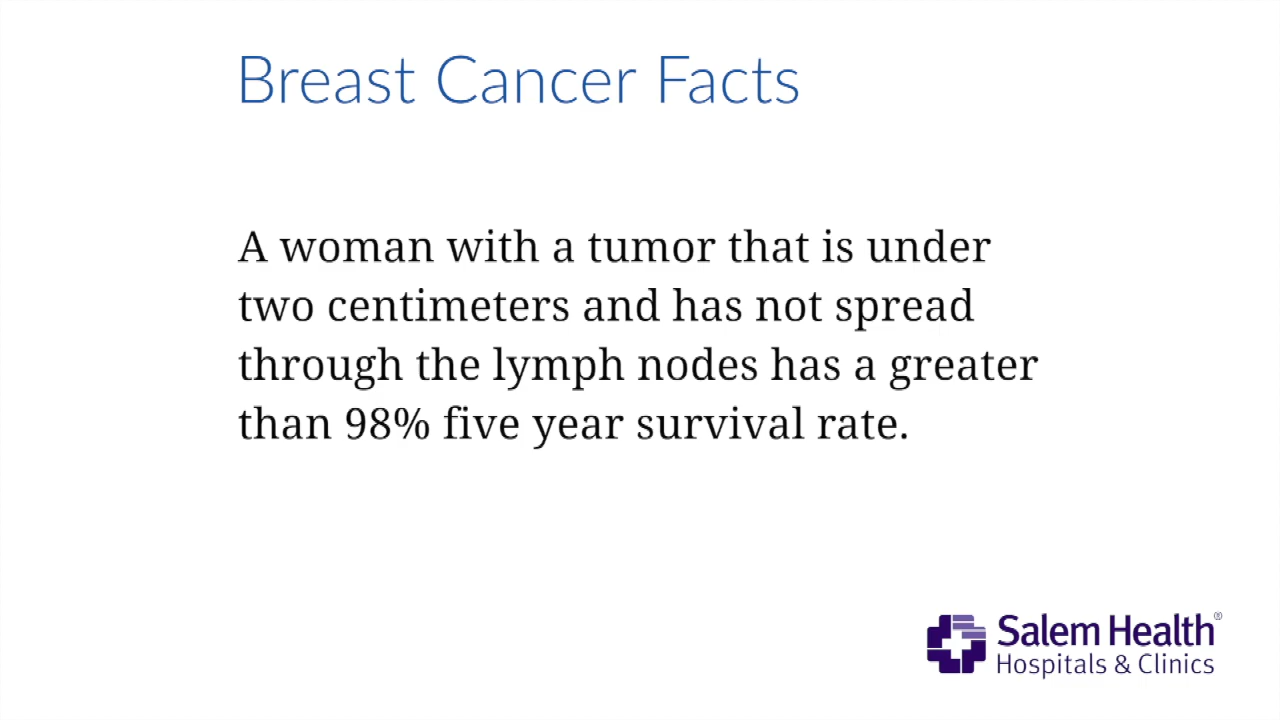 Breast Cancer Facts
A woman with a tumor that is under
two centimeters and has not spread
through the lymph nodes has a greater
than 98% five year survival rate.
Salem Health®
Hospitals & Clinics